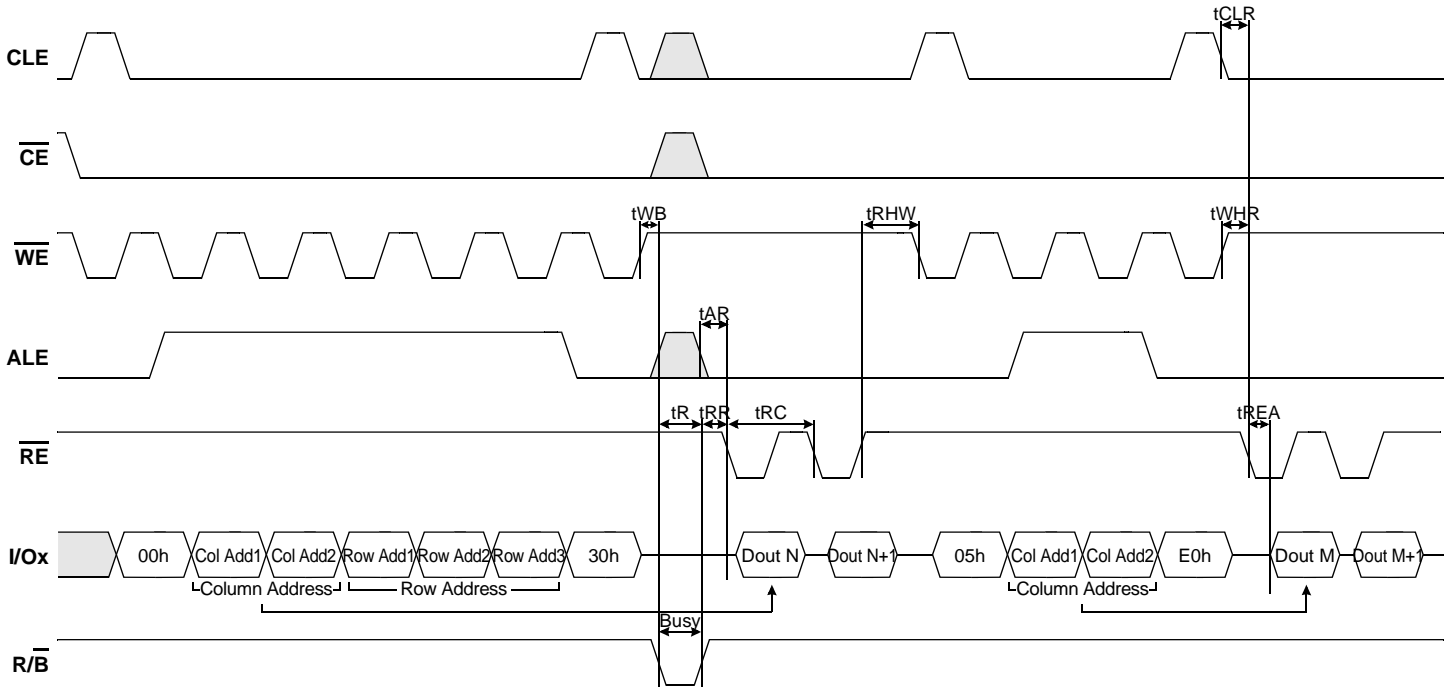 tCLR
CLE
CE
tWB
tRHW
tWHR
WE
tAR
ALE
tR
tRR
tRC
tREA
RE
I/Ox
00h
Col Add1
Col Add2
Row Add1
Row Add2
Row Add3
30h
Dout N
Dout N+1
05h
Col Add1
Col Add2
E0h
Dout M
Dout M+1
Column Address
Row Address
Column Address
Busy
R/B